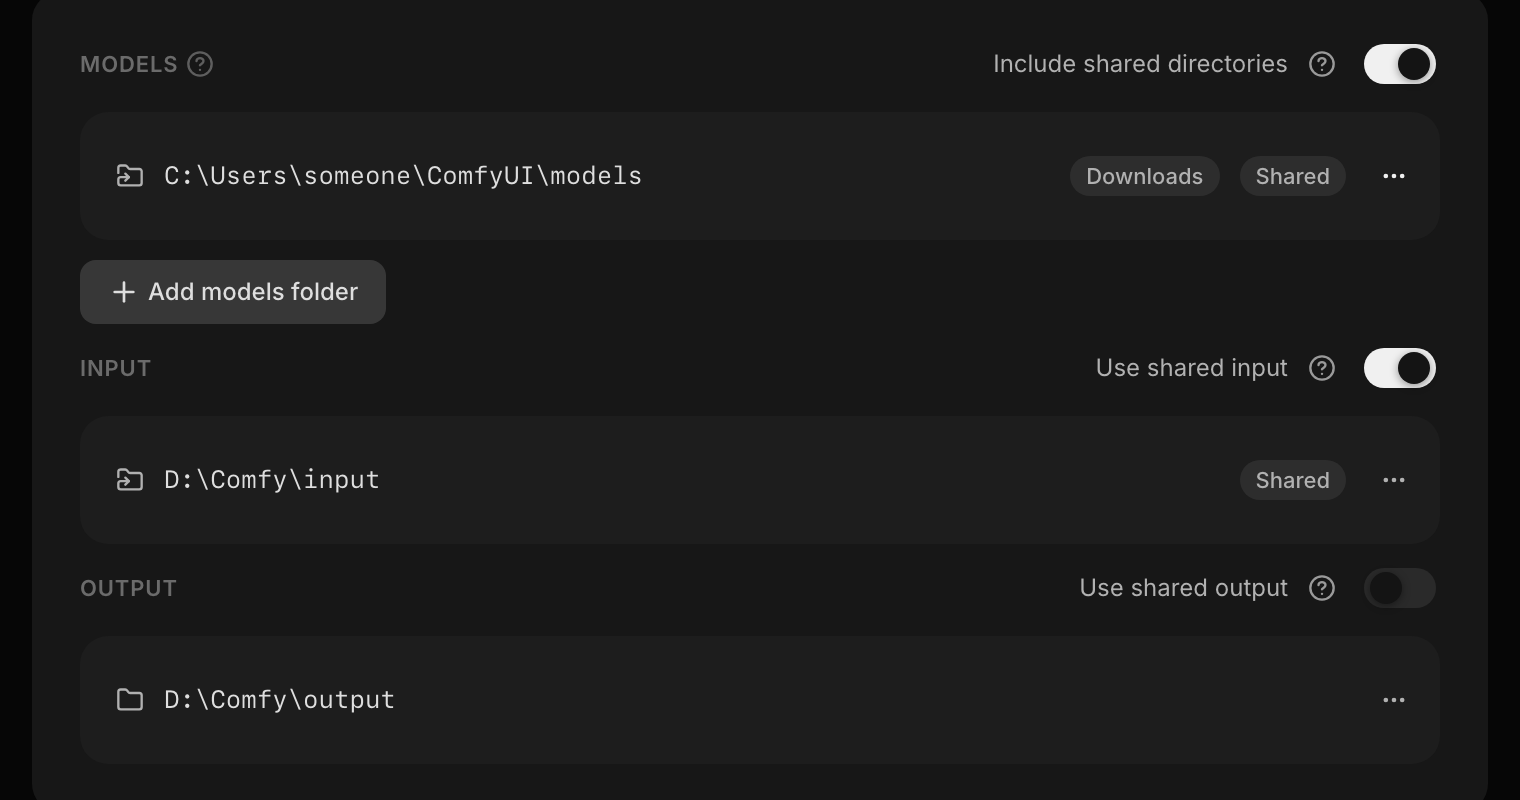 MODELS
Include shared directories
C:\Users\someone\ComfyUI\models
Downloads
Shared
Add models folder
INPUT
Use shared input
D:\Comfy\input
Shared
OUTPUT
Use shared output
D:\Comfy\output